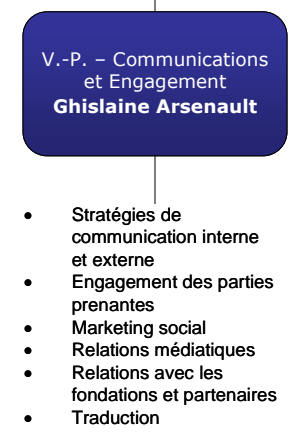 V.-P. – Communications
et Engagement
Ghislaine Arsenault
• Stratégies de
communication interne
et externe
• Engagement des parties
prenantes
• Marketing social
• Relations médiatiques
• Relations avec les
fondations et partenaires
• Traduction